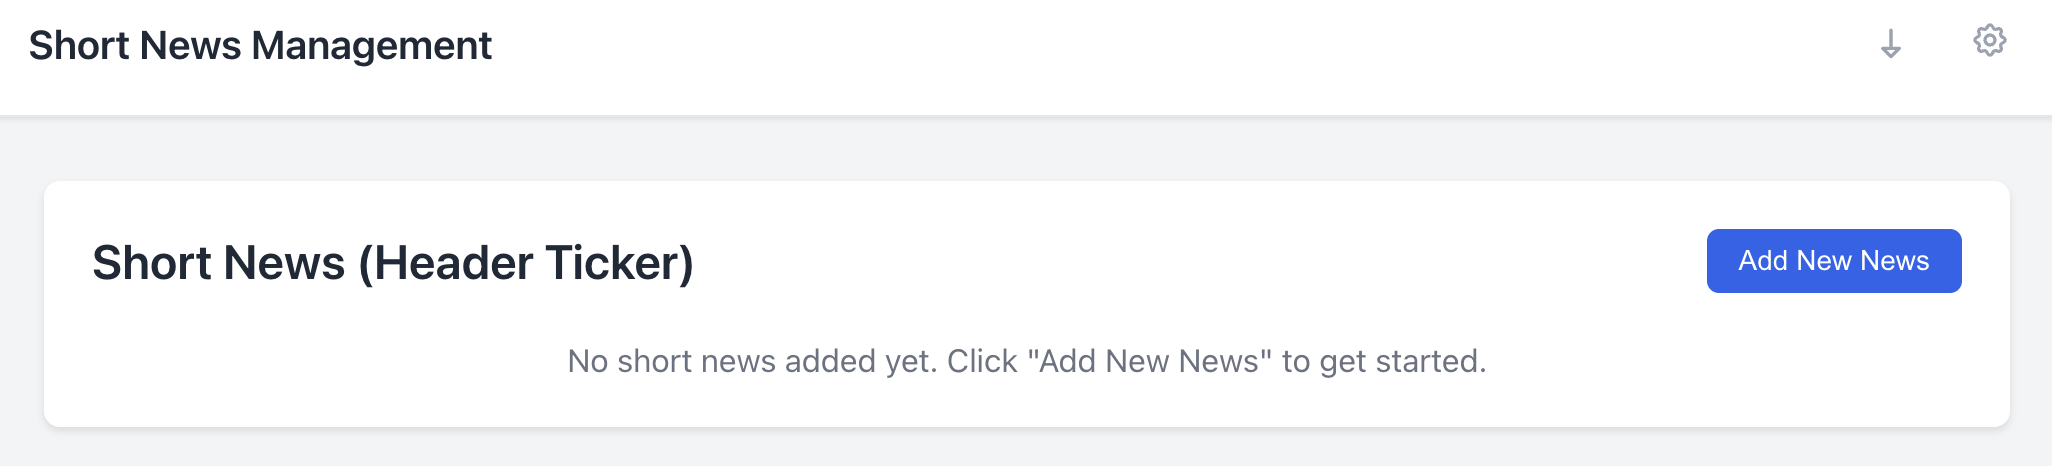 Short News Management
Short News (Header Ticker)
Add New News
No short news added yet. Click "Add New News" to get started.